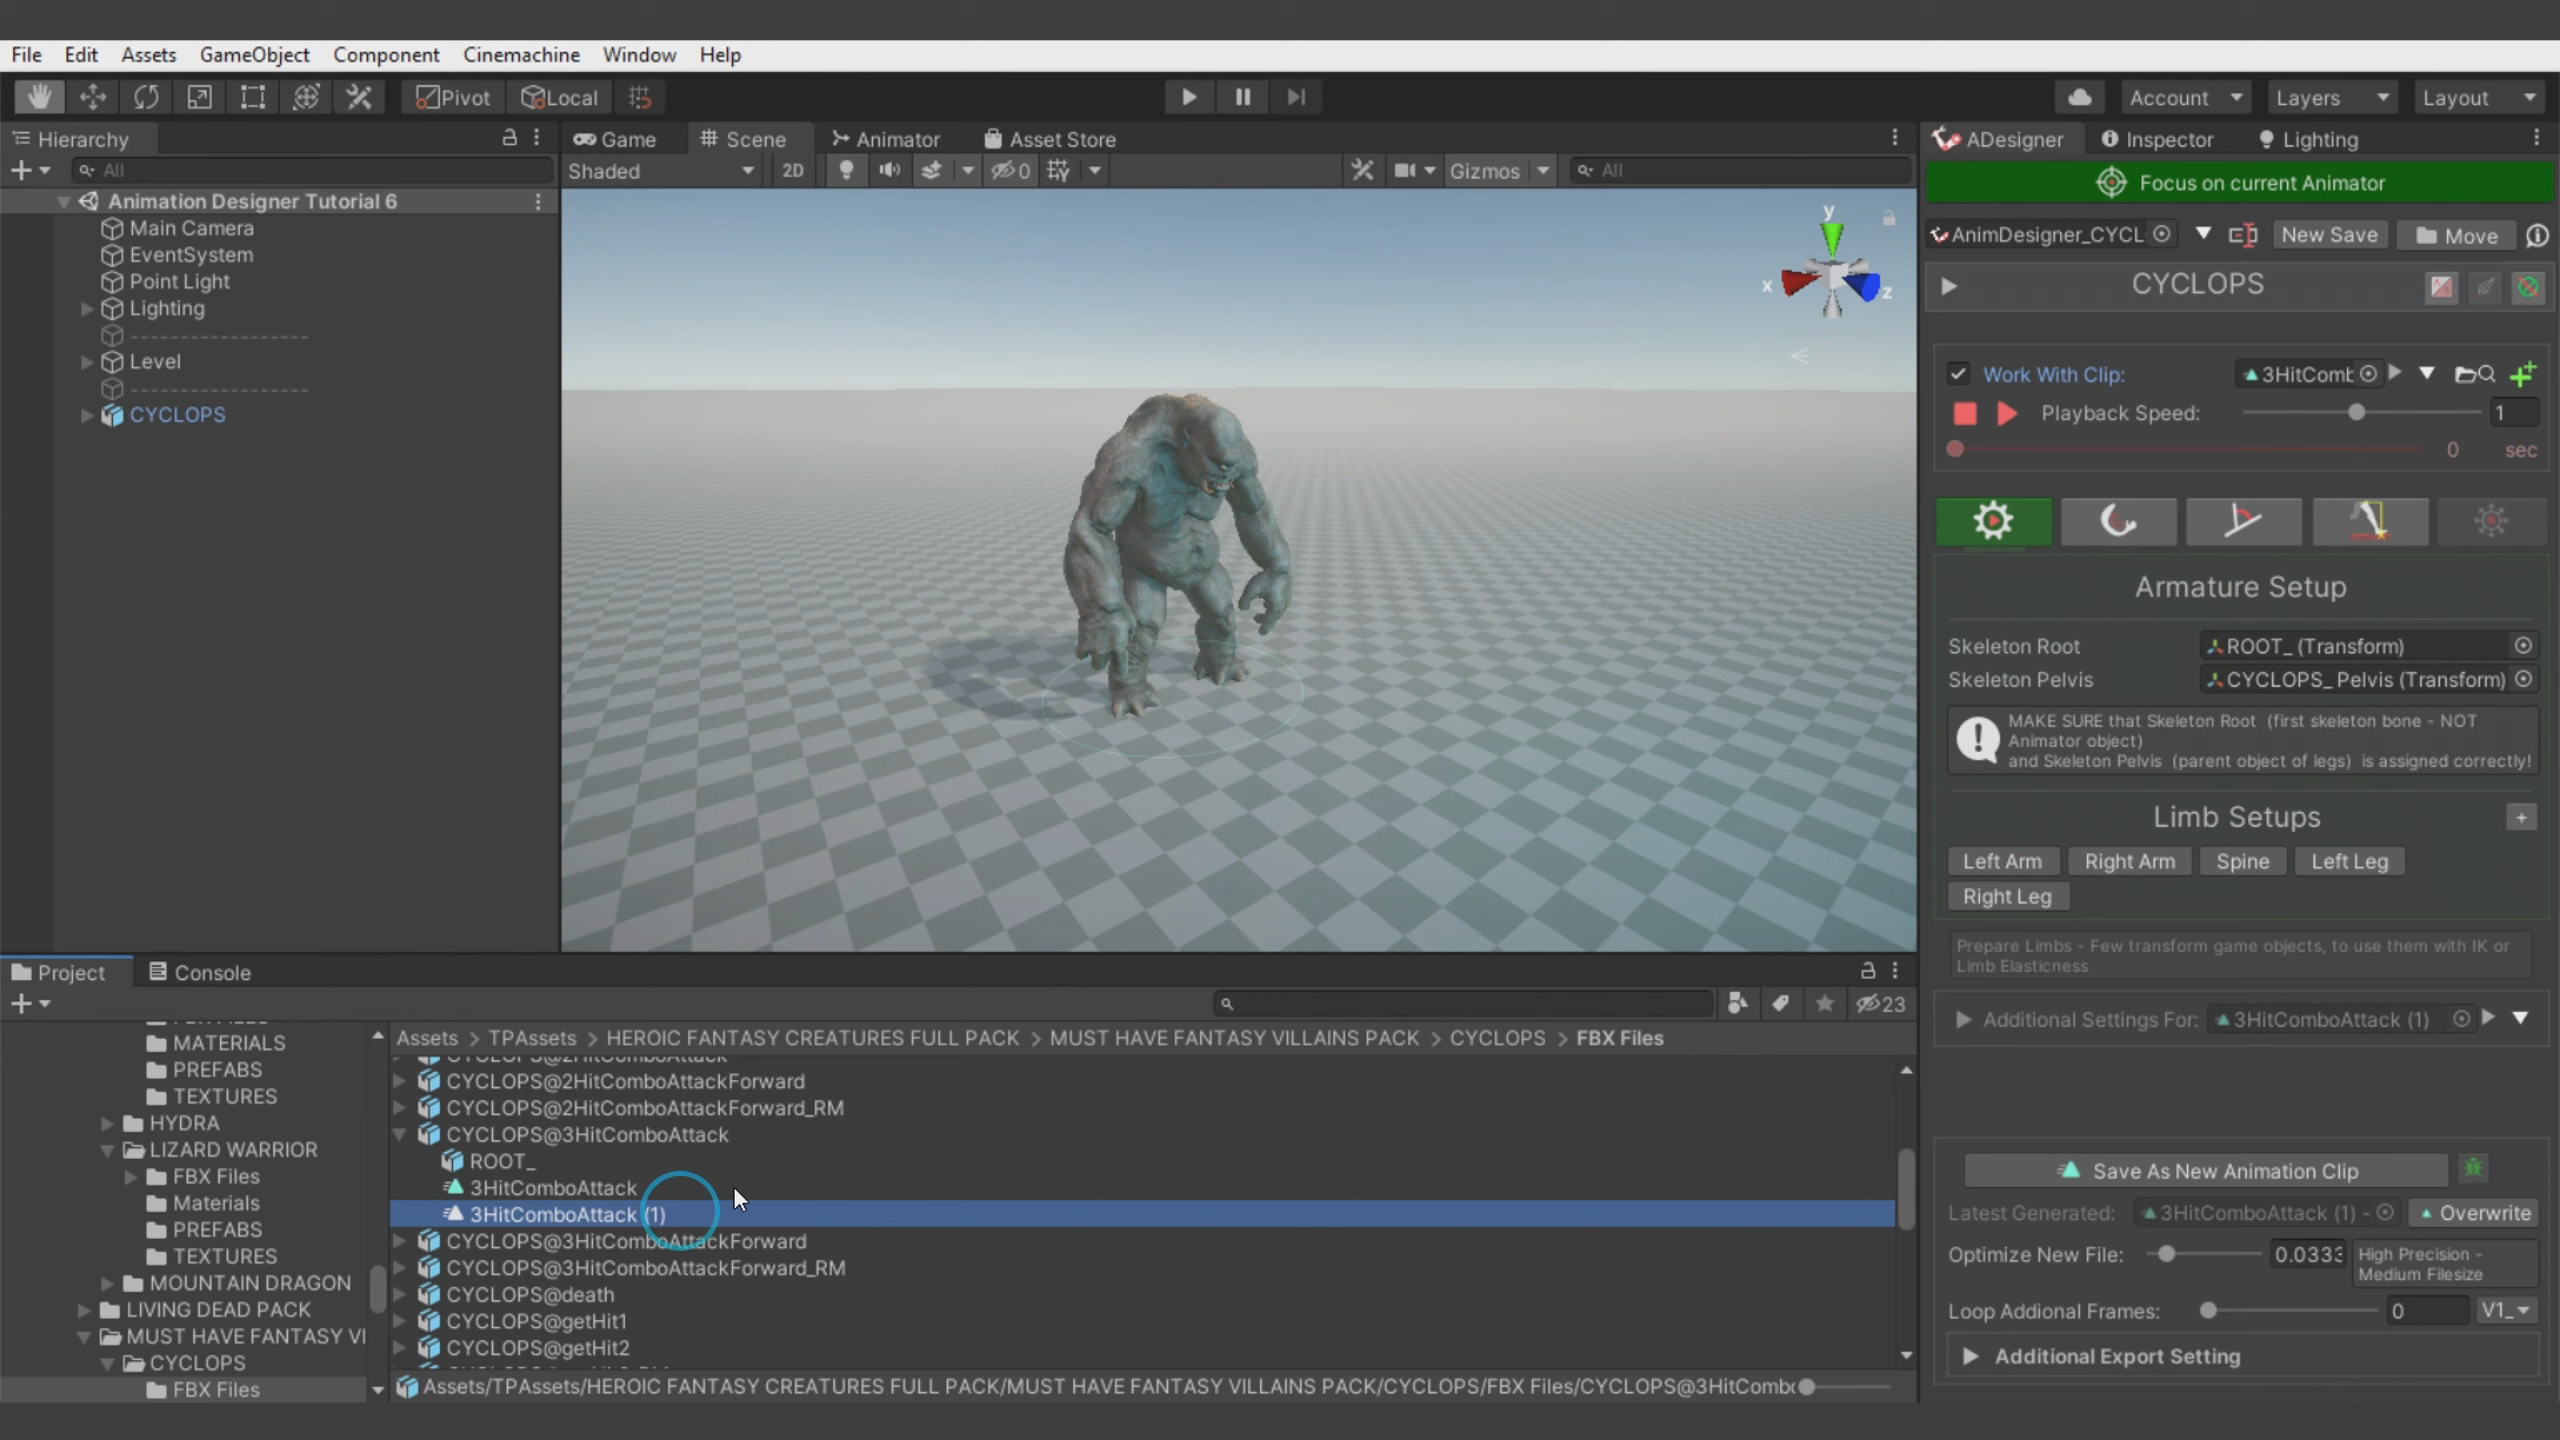 File Edit Assets GameObject Component Cinemachine Window Help
Pivot Local Account Layers Layout
Hierarchy
All
Animation Designer Tutorial 6
Main Camera
EventSystem
Point Light
Lighting
------------------
Level
------------------
CYCLOPS
Game Scene Animator Asset Store
Shaded 2D 0 Gizmos All
y
x
z
ADesigner Inspector Lighting
Focus on current Animator
AnimDesigner_CYCL New Save Move
CYCLOPS
Work With Clip: 3HitComb
Playback Speed: 1
0 sec
Armature Setup
Skeleton Root ROOT_ (Transform)
Skeleton Pelvis CYCLOPS_ Pelvis (Transform)
MAKE SURE that Skeleton Root (first skeleton bone - NOT
Animator object)
and Skeleton Pelvis (parent object of legs) is assigned correctly!
Limb Setups +
Left Arm Right Arm Spine Left Leg
Right Leg
Prepare Limbs - Few transform game objects, to use them with IK or
Limb Elasticness
Additional Settings For: 3HitComboAttack (1)
Save As New Animation Clip
Latest Generated: 3HitComboAttack (1) - Overwrite
Optimize New File: 0.0333 High Precision -
Medium Filesize
Loop Addional Frames: 0 V1_
Additional Export Setting
Project Console
23
MATERIALS
PREFABS
TEXTURES
HYDRA
LIZARD WARRIOR
FBX Files
Materials
PREFABS
TEXTURES
MOUNTAIN DRAGON
LIVING DEAD PACK
MUST HAVE FANTASY VI
CYCLOPS
FBX Files
Assets > TPAssets > HEROIC FANTASY CREATURES FULL PACK > MUST HAVE FANTASY VILLAINS PACK > CYCLOPS > FBX Files
CYCLOPS@2HitComboAttack
CYCLOPS@2HitComboAttackForward
CYCLOPS@2HitComboAttackForward_RM
CYCLOPS@3HitComboAttack
ROOT_
3HitComboAttack
3HitComboAttack (1)
CYCLOPS@3HitComboAttackForward
CYCLOPS@3HitComboAttackForward_RM
CYCLOPS@death
CYCLOPS@getHit1
CYCLOPS@getHit2
Assets/TPAssets/HEROIC FANTASY CREATURES FULL PACK/MUST HAVE FANTASY VILLAINS PACK/CYCLOPS/FBX Files/CYCLOPS@3HitCombo